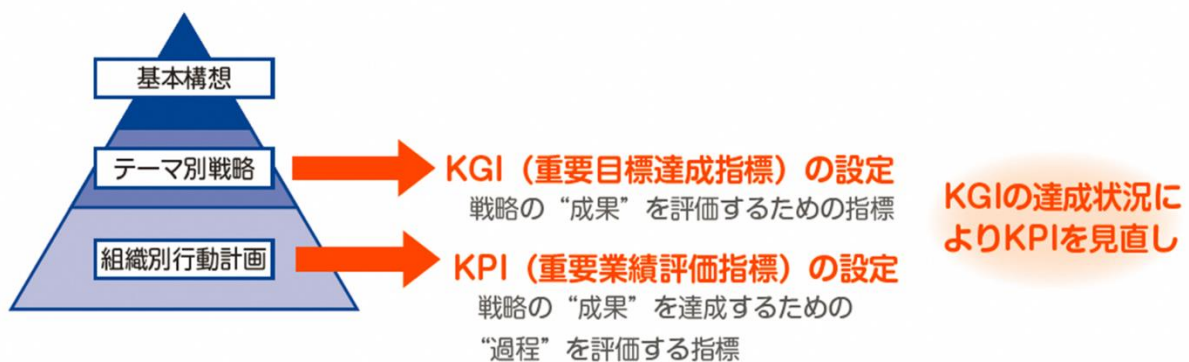 基本構想
テーマ別戦略
KGI（重要目標達成指標）の設定
戦略の“成果”を評価するための指標
組織別行動計画
KPI（重要業績評価指標）の設定
戦略の“成果”を達成するための
“過程”を評価する指標
KGIの達成状況に
よりKPIを見直し